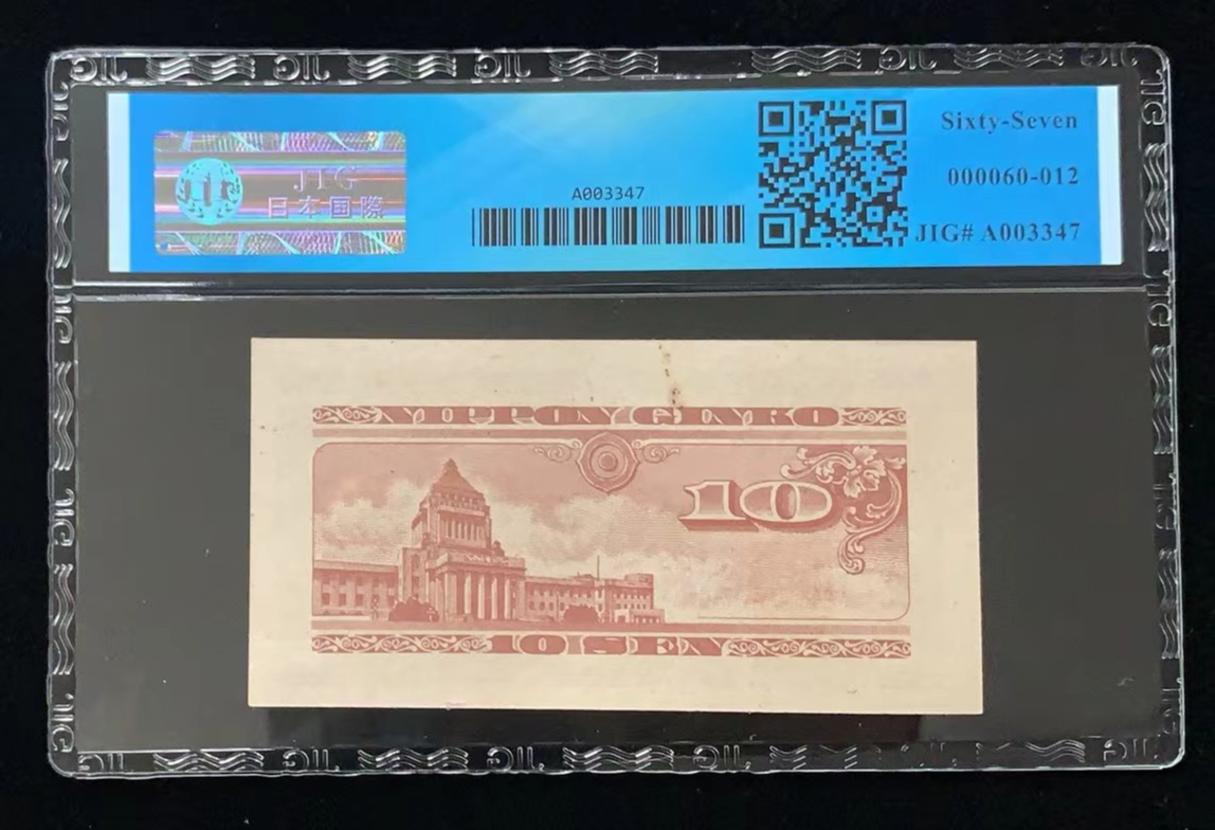 JIG
日本国際
A003347
Sixty-Seven
000060-012
JIG# A003347
NIPPON GINKO
10
10 SEN